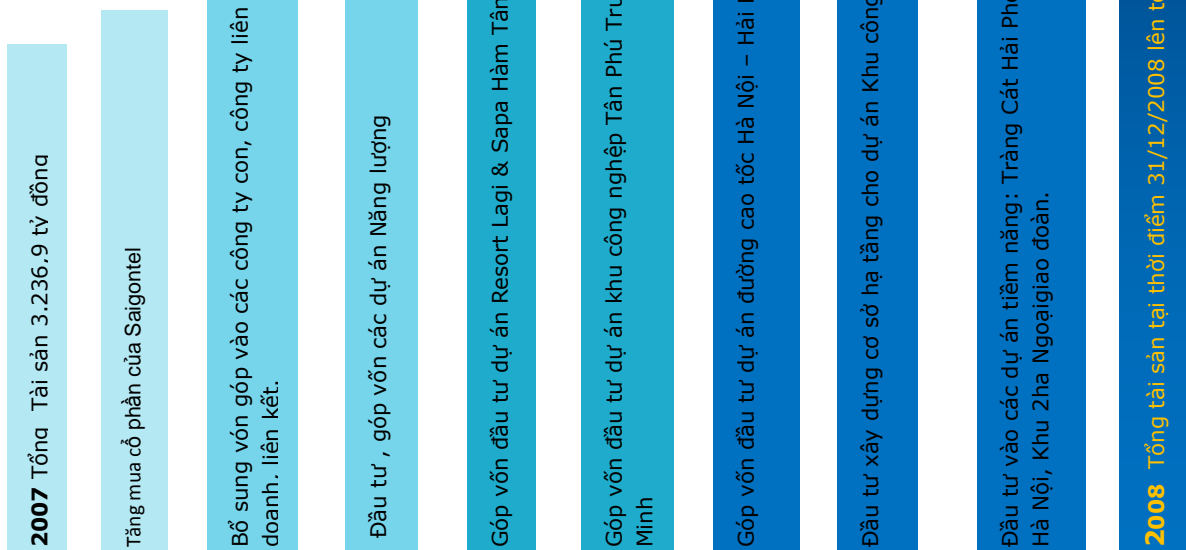 2007 Tổng Tài sản 3.236,9 tỷ đồng
Tăng mua cổ phần của Saigontel
Bổ sung vón góp vào các công ty con, công ty liên
doanh. liên kết.
Đầu tư , góp vốn các dự án Năng lượng
Góp vốn đầu tư dự án Resort Lagi & Sapa Hàm Tân
Góp vốn đầu tư dự án khu công nghệp Tân Phú
Minh
Góp vốn đầu tư dự án đường cao tốc Hà Nội – Hải
Đầu tư xây dựng cơ sở hạ tầng cho dự án Khu công
Đầu tư vào các dự án tiềm năng: Tràng Cát Hải
Hà Nội, Khu 2ha Ngoạigiao đoàn.
2008 Tổng tài sản tại thời điểm 31/12/2008 lên